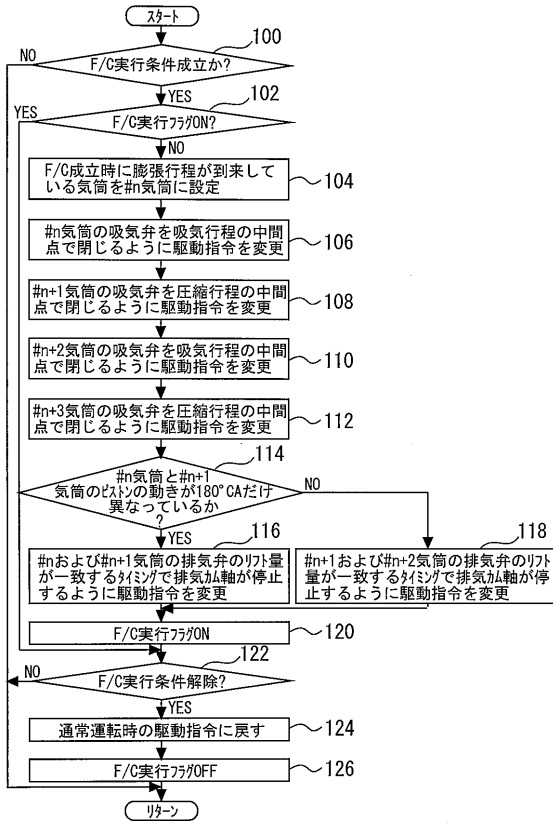 スタート
100
NO
F/C実行条件成立か?
YES
102
YES
F/C実行フラグON?
NO
F/C成立時に膨張行程が到来して
いる気筒を#n気筒に設定
104
#n気筒の吸気弁を吸気行程の中間
点で閉じるように駆動指令を変更
106
#n+1気筒の吸気弁を圧縮行程の中間
点で閉じるように駆動指令を変更
108
#n+2気筒の吸気弁を吸気行程の中間
点で閉じるように駆動指令を変更
110
#n+3気筒の吸気弁を圧縮行程の中間
点で閉じるように駆動指令を変更
112
114
#n気筒と#n+1
気筒のピストンの動きが180°CAだけ
異なっているか
?
NO
YES
116
118
#nおよび#n+1気筒の排気弁のリフト量
が一致するタイミングで排気カム軸が停止
するように駆動指令を変更
#n+1および#n+2気筒の排気弁のリフト
量が一致するタイミングで排気カム軸が停
止するように駆動指令を変更
F/C実行フラグON
120
122
NO
F/C実行条件解除?
YES
通常運転時の駆動指令に戻す
124
F/C実行フラグOFF
126
リターン